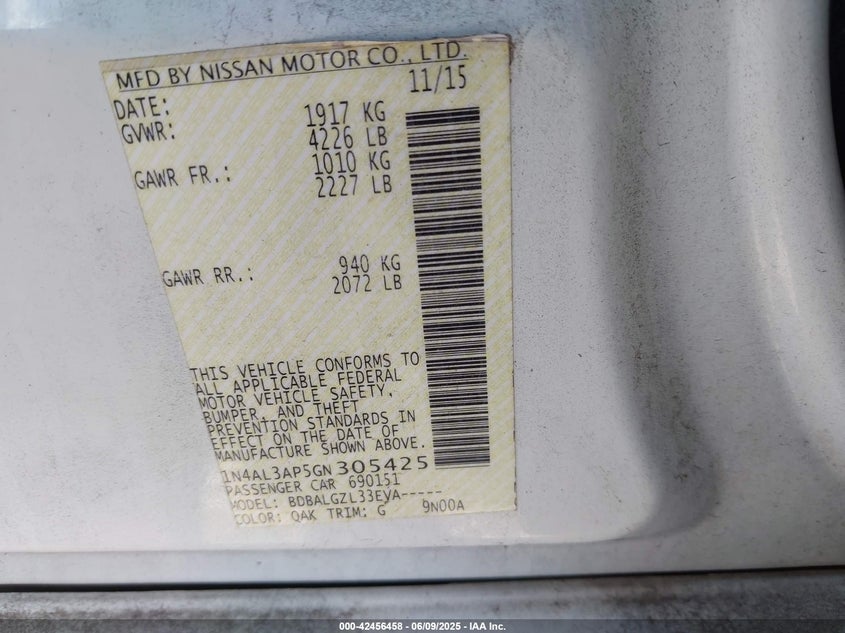 MFD BY NISSAN MOTOR CO., LTD.
DATE: 11/15
GVWR: 1917 KG
4226 LB
GAWR FR.: 1010 KG
2227 LB
GAWR RR.: 940 KG
2072 LB
THIS VEHICLE CONFORMS TO
ALL APPLICABLE FEDERAL
MOTOR VEHICLE SAFETY,
BUMPER, AND THEFT
PREVENTION STANDARDS IN
EFFECT ON THE DATE OF
MANUFACTURE SHOWN ABOVE.
1N4AL3AP5GN305425
PASSENGER CAR 690151
MODEL: BDBALGZL33EVA-----
COLOR: QAK TRIM: G 9N00A
000-42456458 - 06/09/2025 - IAA Inc.